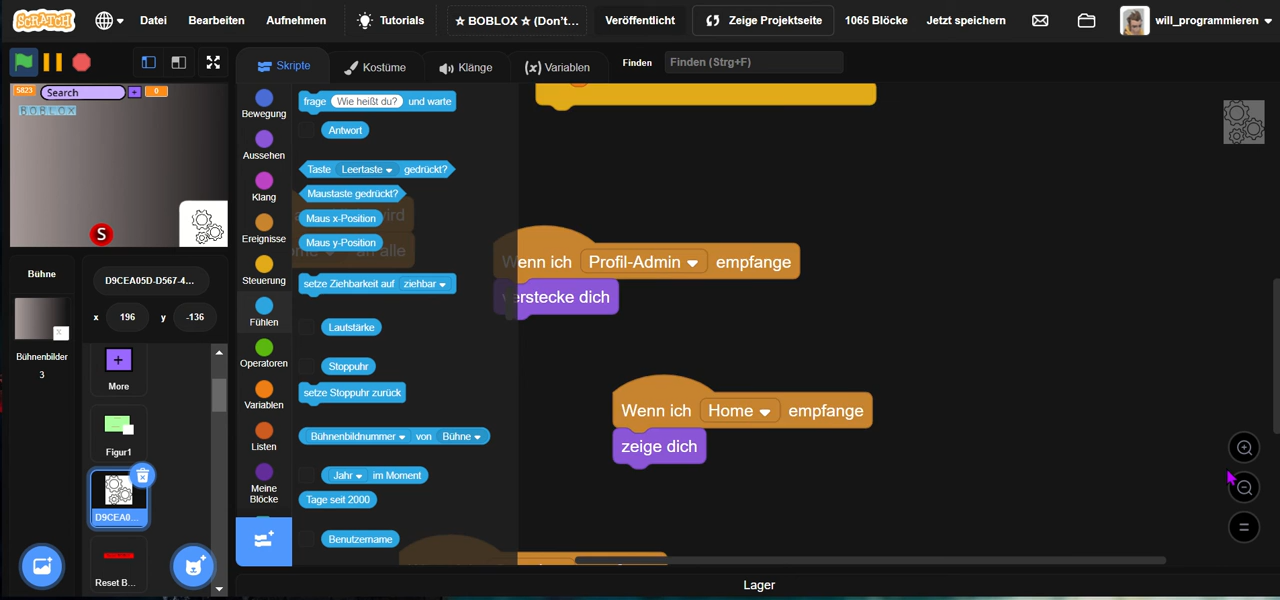 SCRATCH
Datei
Bearbeiten
Aufnehmen
Tutorials
☆ BOBLOX ☆ (Don't...
Veröffentlicht
Zeige Projektseite
1065 Blöcke
Jetzt speichern
will_programmieren
Skripte
Kostüme
Klänge
(x) Variablen
Finden
Finden (Strg+F)
5823
Search
+
0
BOBLOX
S
Bühne
Bühnenbilder
3
D9CEA05D-D567-4...
x 196 y -136
More
Figur1
D9CEA0...
Reset B...
Bewegung
Aussehen
Klang
Ereignisse
Steuerung
Fühlen
Operatoren
Variablen
Listen
Meine
Blöcke
frage Wie heißt du? und warte
Antwort
Taste Leertaste gedrückt?
Maustaste gedrückt?
Maus x-Position
Maus y-Position
setze Ziehbarkeit auf ziehbar
Lautstärke
Stoppuhr
setze Stoppuhr zurück
Bühnenbildnummer von Bühne
Jahr im Moment
Tage seit 2000
Benutzername
wird
an alle
Wenn ich Profil-Admin empfange
verstecke dich
Wenn ich Home empfange
zeige dich
Lager